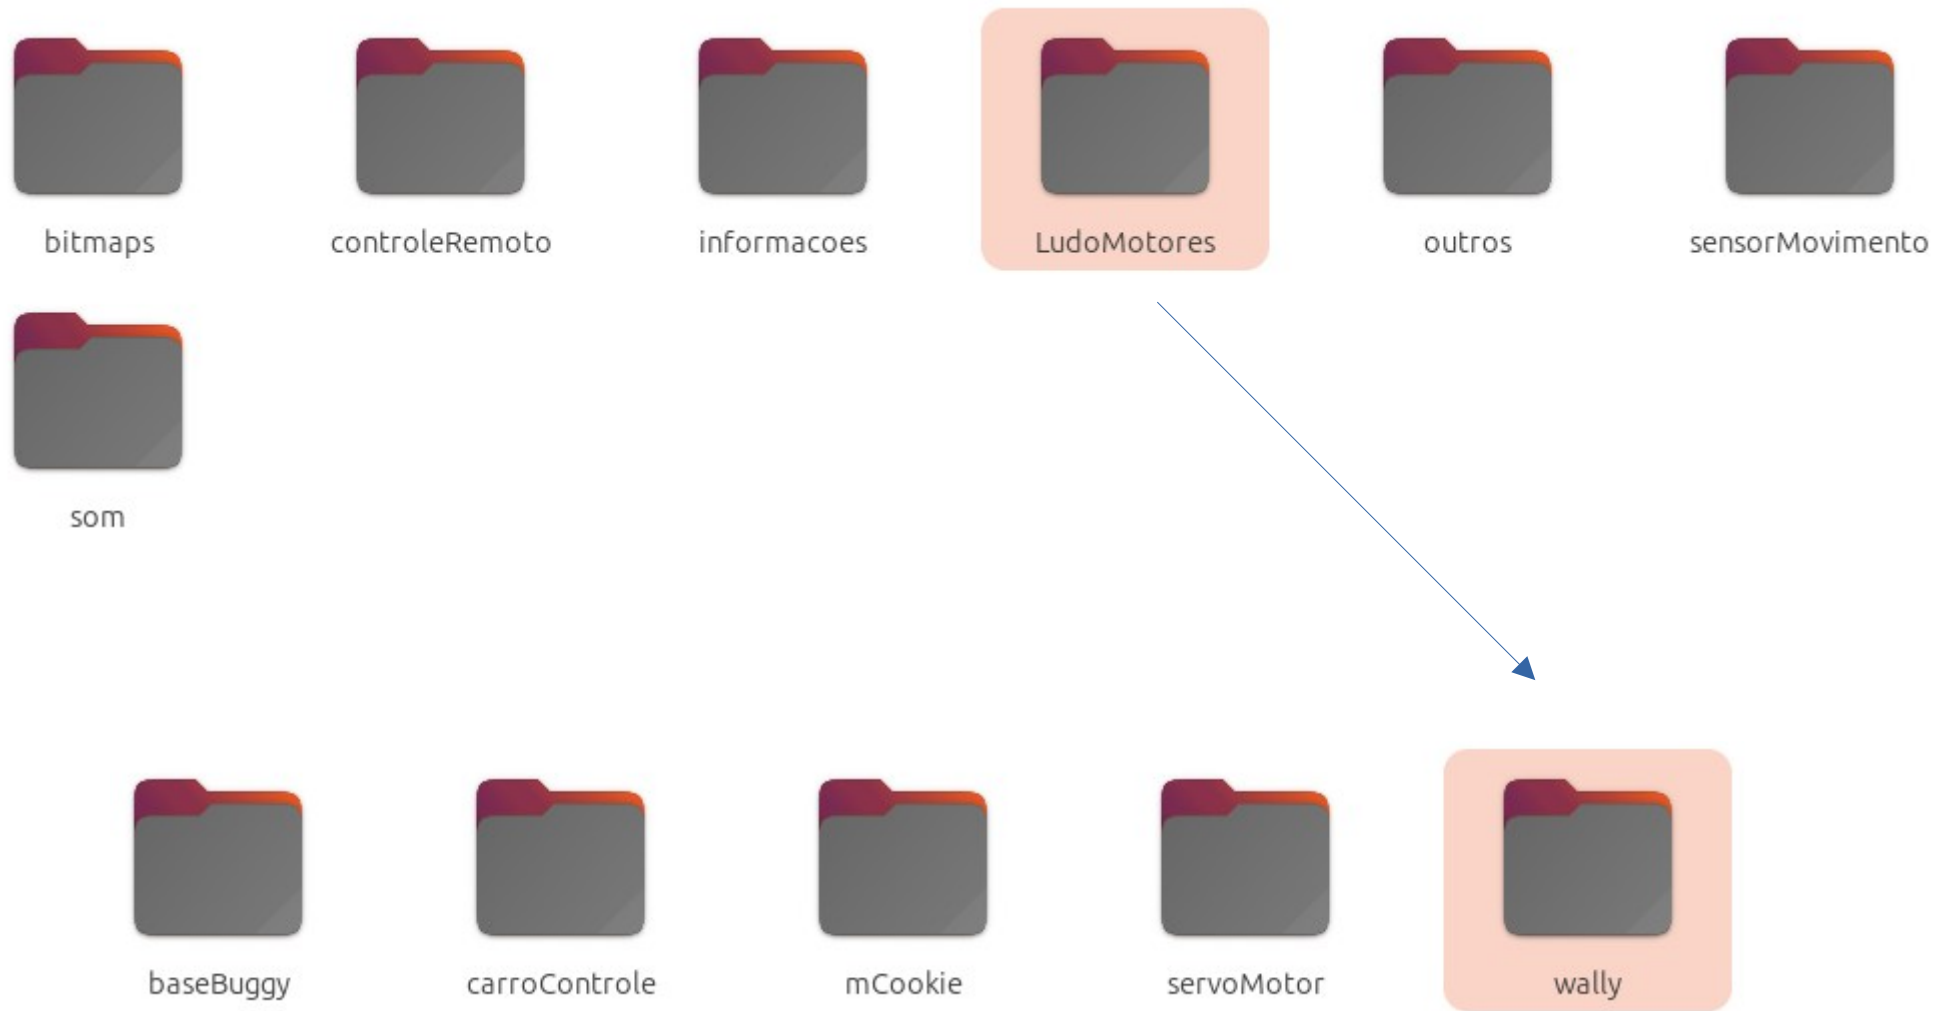 bitmaps controleRemoto informacoes LudoMotores outros sensorMovimento
som
baseBuggy carroControle mCookie servoMotor wally